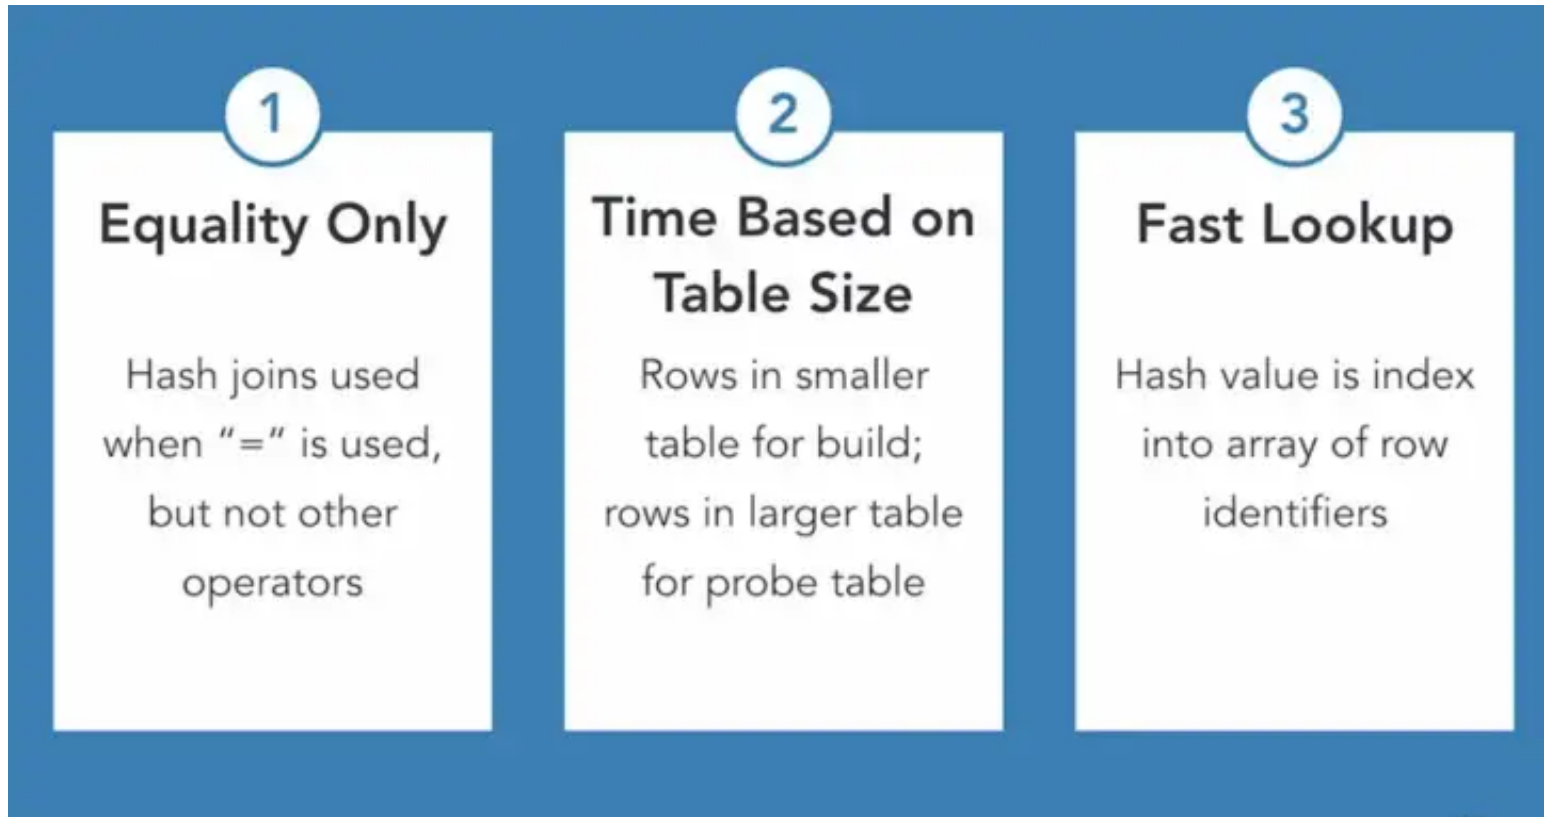 1
Equality Only
Hash joins used
when “=” is used,
but not other
operators
2
Time Based on
Table Size
Rows in smaller
table for build;
rows in larger table
for probe table
3
Fast Lookup
Hash value is index
into array of row
identifiers